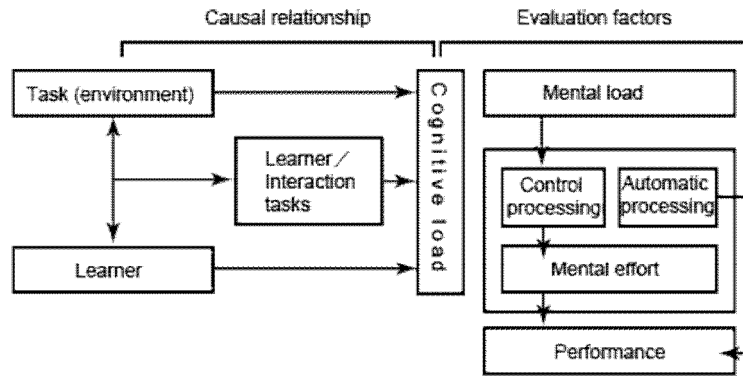 Causal relationship
Evaluation factors
Task (environment)
Learner／
Interaction
tasks
Learner
Cognitive load
Mental load
Control
processing
Automatic
processing
Mental effort
Performance